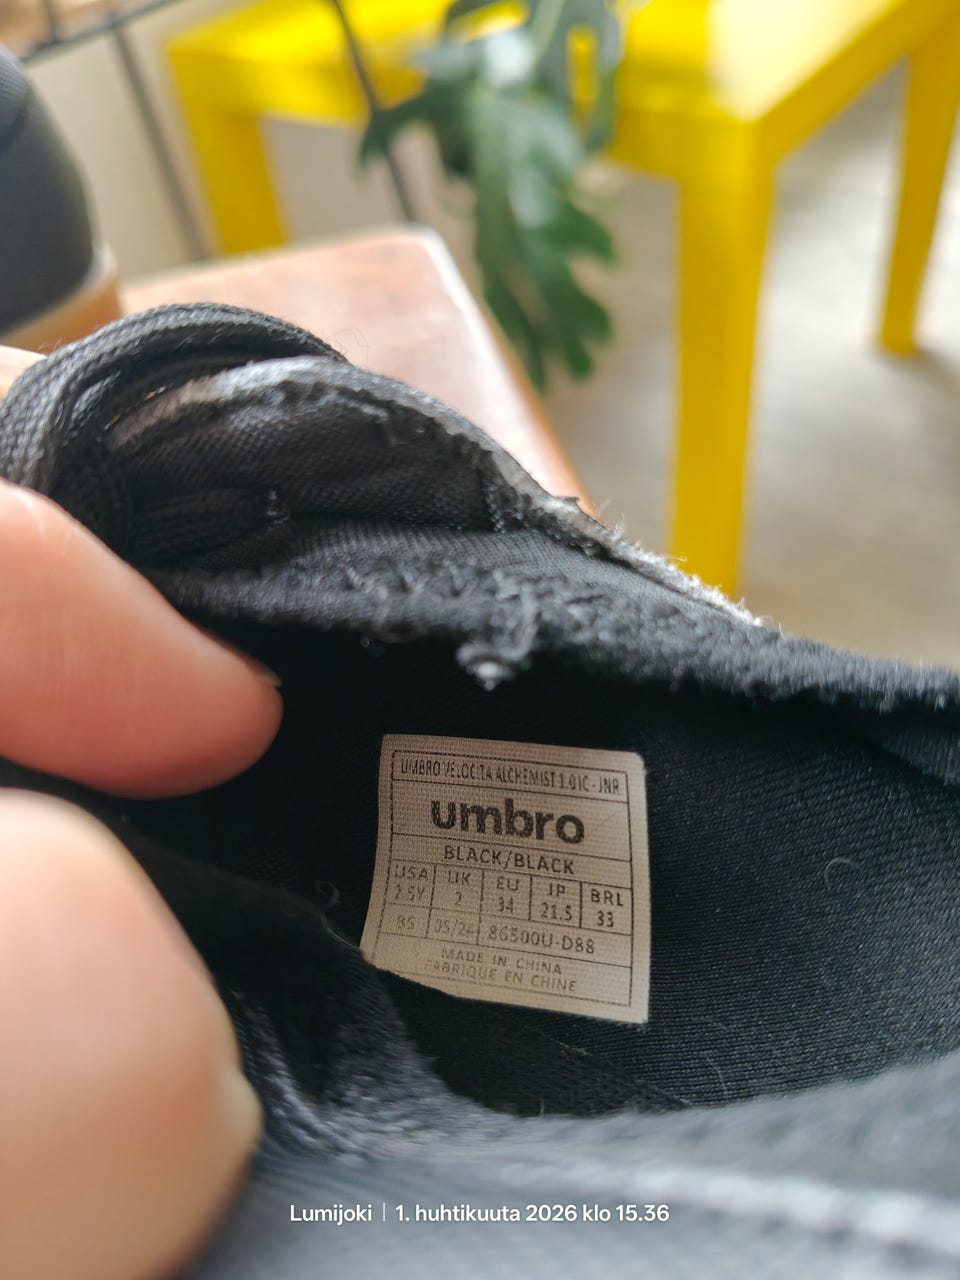 UMBRO VELOCITA ALCHEMIST 1.0 IC - JNR
umbro
BLACK/BLACK
USA UK EU JP BRL
2.5Y 2 34 21.5 33
BS 05/24 86500U-D88
MADE IN CHINA
FABRIQUE EN CHINE
Lumijoki | 1. huhtikuuta 2026 klo 15.36